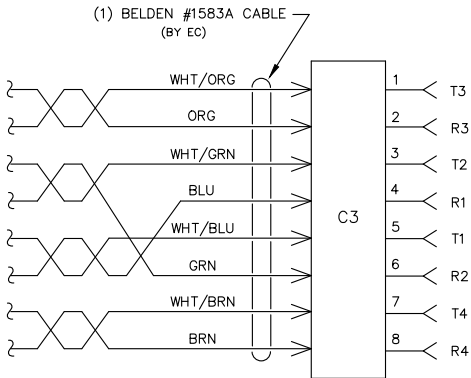 (1) BELDEN #1583A CABLE
(BY EC)
WHT/ORG 1 T3
ORG 2 R3
WHT/GRN 3 T2
BLU 4 R1
C3
WHT/BLU 5 T1
GRN 6 R2
WHT/BRN 7 T4
BRN 8 R4